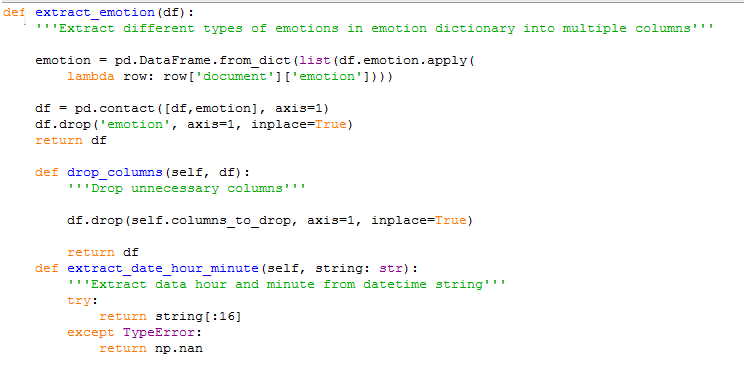 def extract_emotion(df):
'''Extract different types of emotions in emotion dictionary into multiple columns'''
emotion = pd.DataFrame.from_dict(list(df.emotion.apply(
lambda row: row['document']['emotion'])))
df = pd.contact([df,emotion], axis=1)
df.drop('emotion', axis=1, inplace=True)
return df
def drop_columns(self, df):
'''Drop unnecessary columns'''
df.drop(self.columns_to_drop, axis=1, inplace=True)
return df
def extract_date_hour_minute(self, string: str):
'''Extract data hour and minute from datetime string'''
try:
return string[:16]
except TypeError:
return np.nan